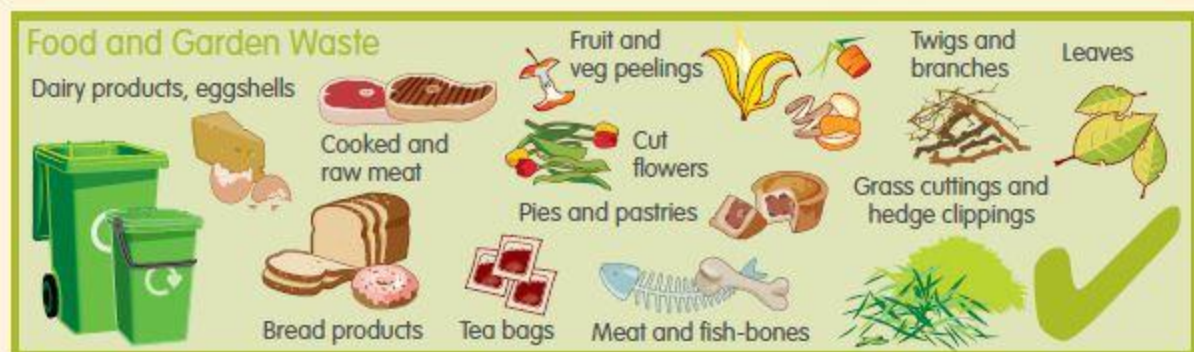 Food and Garden Waste
Dairy products, eggshells
Cooked and
raw meat
Fruit and
veg peelings
Cut
flowers
Twigs and
branches
Leaves
Pies and pastries
Grass cuttings and
hedge clippings
Bread products
Tea bags
Meat and fish-bones